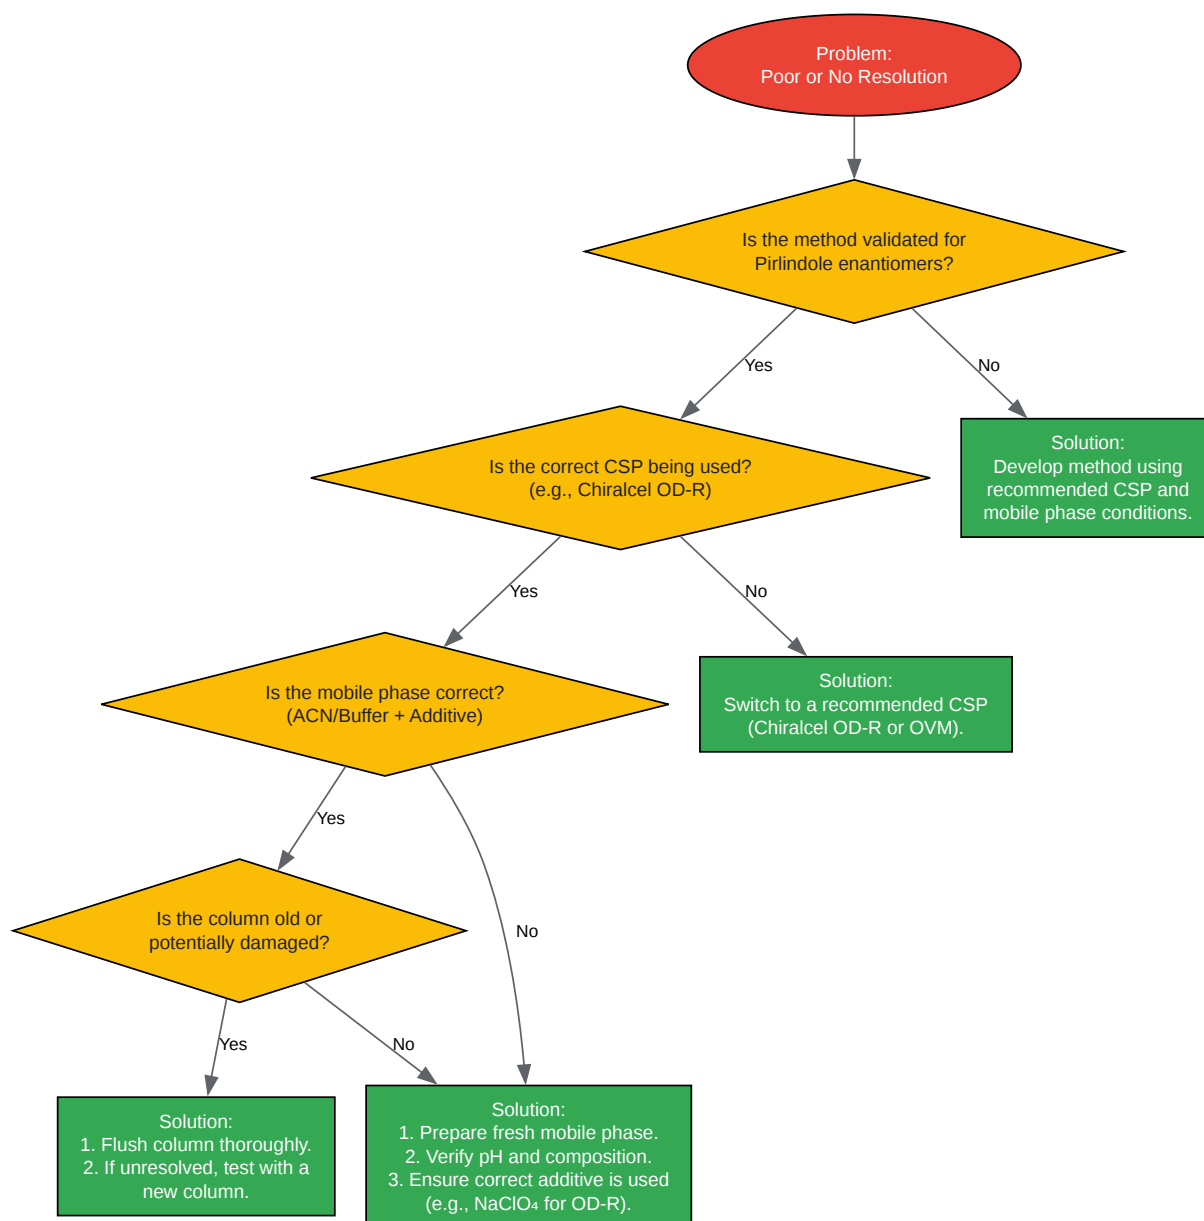 Problem:
Poor or No Resolution
Is the method validated for
Pirlindole enantiomers?
Yes
No
Is the correct CSP being used?
(e.g., Chiralcel OD-R)
Solution:
Develop method using
recommended CSP and
mobile phase conditions.
Yes
No
Is the mobile phase correct?
(ACN/Buffer + Additive)
Solution:
Switch to a recommended CSP
(Chiralcel OD-R or OVM).
Yes
No
Is the column old or
potentially damaged?
Yes
No
Solution:
1. Flush column thoroughly.
2. If unresolved, test with a
new column.
Solution:
1. Prepare fresh mobile phase.
2. Verify pH and composition.
3. Ensure correct additive is used
(e.g., NaClO₄ for OD-R).